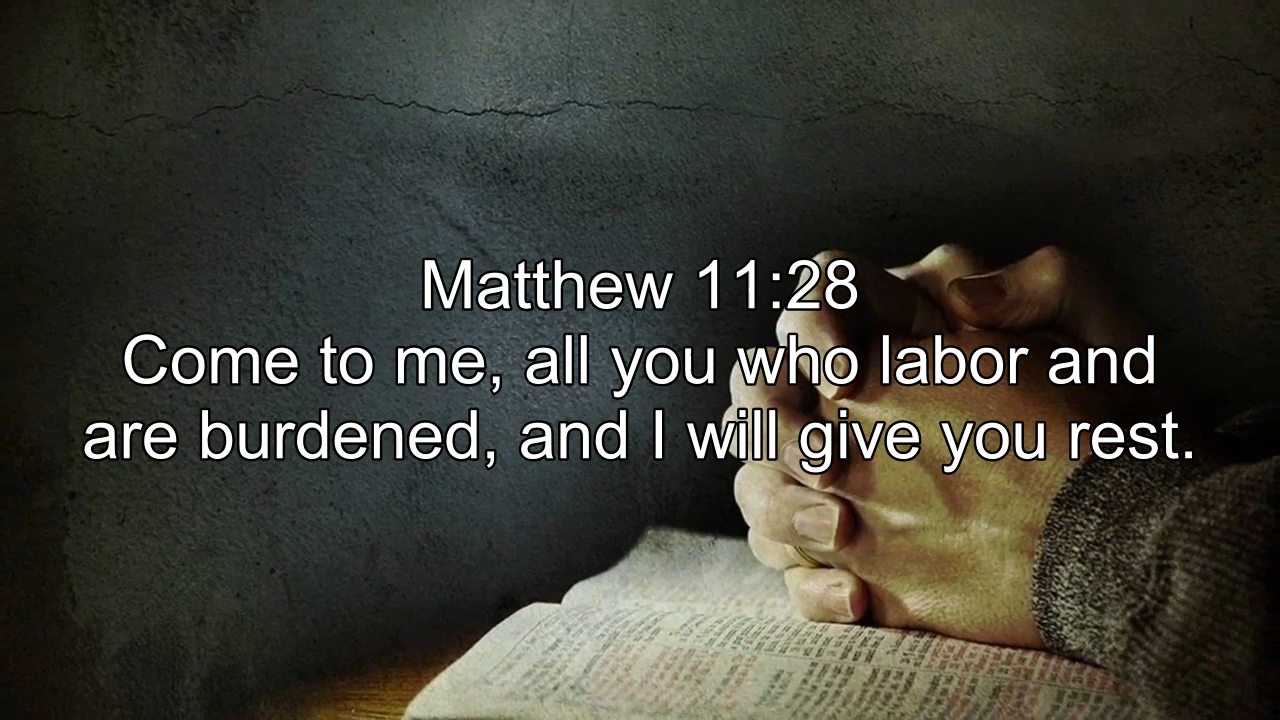 Matthew 11:28
Come to me, all you who labor and
are burdened, and I will give you rest.